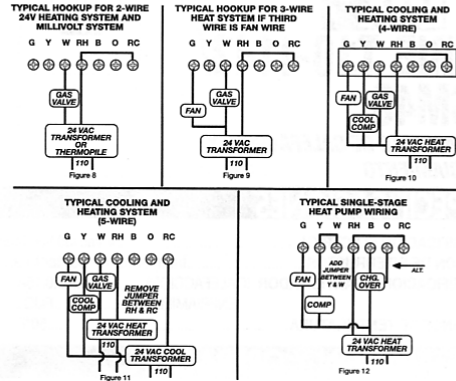 TYPICAL HOOKUP FOR 2-WIRE
24V HEATING SYSTEM AND
MILLIVOLT SYSTEM
G Y W RH B O RC
GAS
VALVE
24 VAC
TRANSFORMER
OR
THERMOPILE
110
Figure 8
TYPICAL HOOKUP FOR 3-WIRE
HEAT SYSTEM IF THIRD
WIRE IS FAN WIRE
G Y W RH B O RC
FAN
GAS
VALVE
24 VAC
TRANSFORMER
110
Figure 9
TYPICAL COOLING AND
HEATING SYSTEM
(4-WIRE)
G Y W RH B O RC
FAN
GAS
VALVE
COOL
COMP
24 VAC HEAT
TRANSFORMER
110
Figure 10
TYPICAL COOLING AND
HEATING SYSTEM
(5-WIRE)
G Y W RH B O RC
FAN
GAS
VALVE
COOL
COMP
REMOVE
JUMPER
BETWEEN
RH & RC
24 VAC HEAT
TRANSFORMER
110
24 VAC COOL
TRANSFORMER
110
Figure 11
TYPICAL SINGLE-STAGE
HEAT PUMP WIRING
G Y W RH B O RC
FAN
ADD
JUMPER
BETWEEN
Y & W
CHG.
OVER
ALT.
COMP
24 VAC HEAT
TRANSFORMER
110
Figure 12